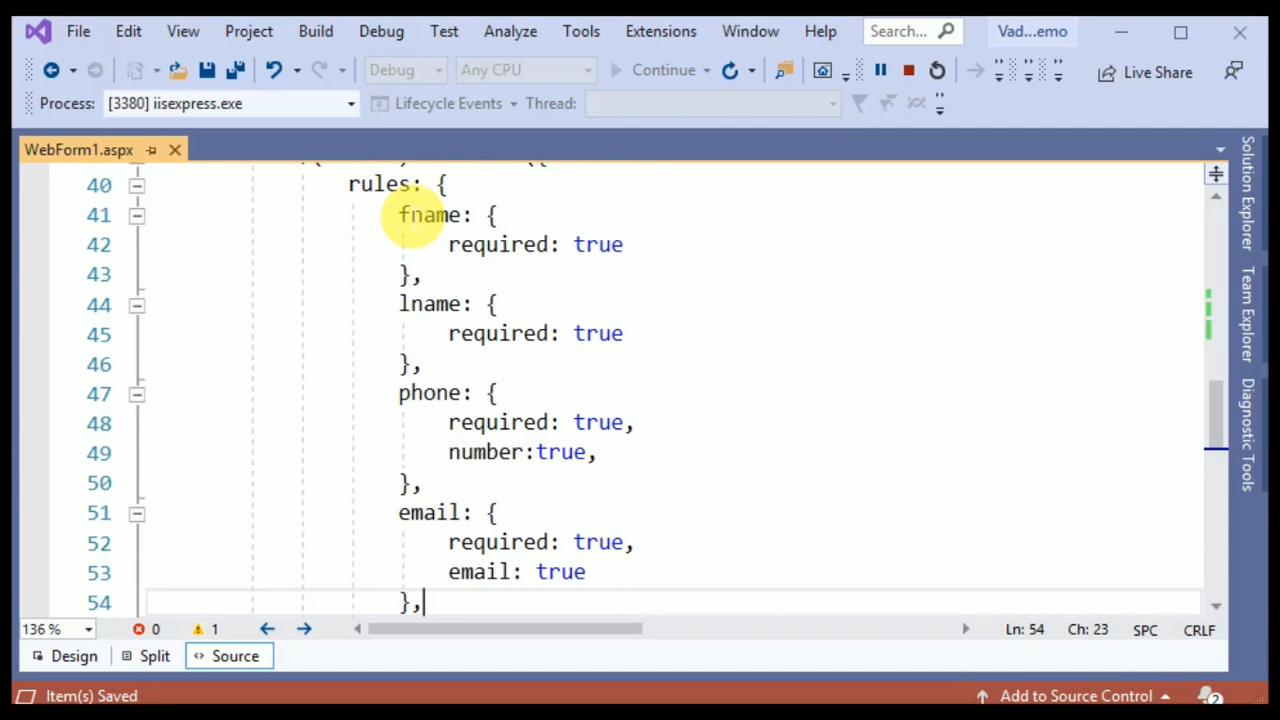 File Edit View Project Build Debug Test Analyze Tools Extensions Window Help Search... Vad...emo
Debug Any CPU Continue Live Share
Process: [3380] iisexpress.exe Lifecycle Events Thread:
WebForm1.aspx
40 rules: {
41 fname: {
42 required: true
43 },
44 lname: {
45 required: true
46 },
47 phone: {
48 required: true,
49 number:true,
50 },
51 email: {
52 required: true,
53 email: true
54 },
Solution Explorer
Team Explorer
Diagnostic Tools
136 % 0 1 Ln: 54 Ch: 23 SPC CRLF
Design Split Source
Item(s) Saved Add to Source Control 2